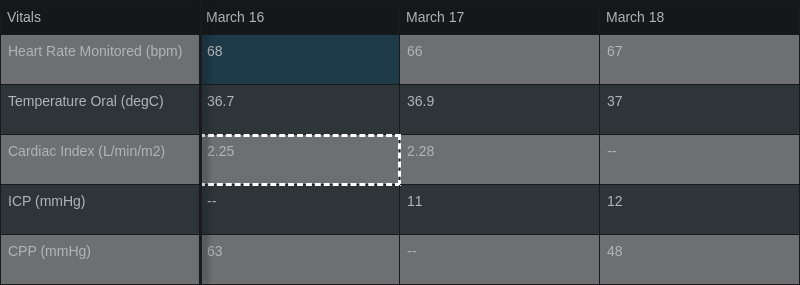 Vitals March 16 March 17 March 18
Heart Rate Monitored (bpm) 68 66 67
Temperature Oral (degC) 36.7 36.9 37
Cardiac Index (L/min/m2) 2.25 2.28 --
ICP (mmHg) -- 11 12
CPP (mmHg) 63 -- 48